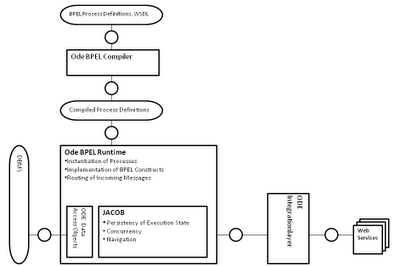 BPEL Process Definitions, WSDL
Ode BPEL Compiler
Compiled Process Definitions
Ode BPEL Runtime
•Instantiation of Processes
•Implementation of BPEL Constructs
•Routing of Incoming Messages
DBMS
ODE Data
Access Objects
JACOB
• Persistency of Execution State
• Concurrency
• Navigation
ODE
IntegrationLayer
Web
Services